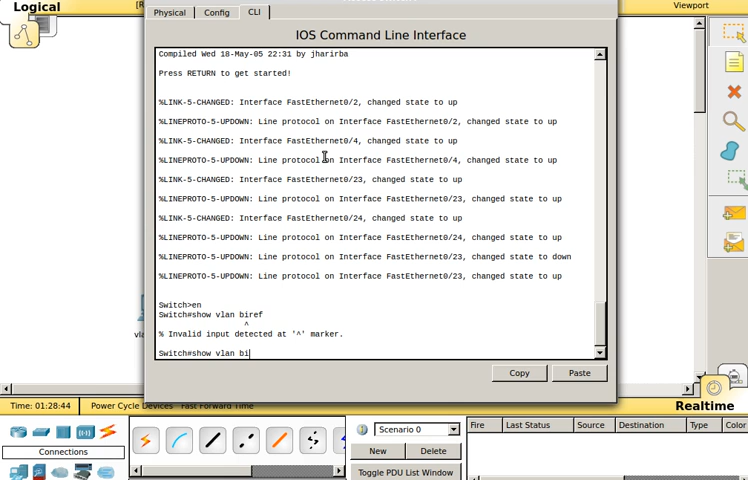 Logical
[R
Viewport
Physical
Config
CLI
IOS Command Line Interface
Compiled Wed 18-May-05 22:31 by jharirba
Press RETURN to get started!
%LINK-5-CHANGED: Interface FastEthernet0/2, changed state to up
%LINEPROTO-5-UPDOWN: Line protocol on Interface FastEthernet0/2, changed state to up
%LINK-5-CHANGED: Interface FastEthernet0/4, changed state to up
%LINEPROTO-5-UPDOWN: Line protocol on Interface FastEthernet0/4, changed state to up
%LINK-5-CHANGED: Interface FastEthernet0/23, changed state to up
%LINEPROTO-5-UPDOWN: Line protocol on Interface FastEthernet0/23, changed state to up
%LINK-5-CHANGED: Interface FastEthernet0/24, changed state to up
%LINEPROTO-5-UPDOWN: Line protocol on Interface FastEthernet0/24, changed state to up
%LINEPROTO-5-UPDOWN: Line protocol on Interface FastEthernet0/23, changed state to down
%LINEPROTO-5-UPDOWN: Line protocol on Interface FastEthernet0/23, changed state to up
Switch>en
Switch#show vlan biref
^
% Invalid input detected at '^' marker.
Switch#show vlan bi
Copy
Paste
Time: 01:28:44
Power Cycle Devices
Fast Forward Time
Realtime
Connections
Scenario 0
New
Delete
Toggle PDU List Window
Fire
Last Status
Source
Destination
Type
Color